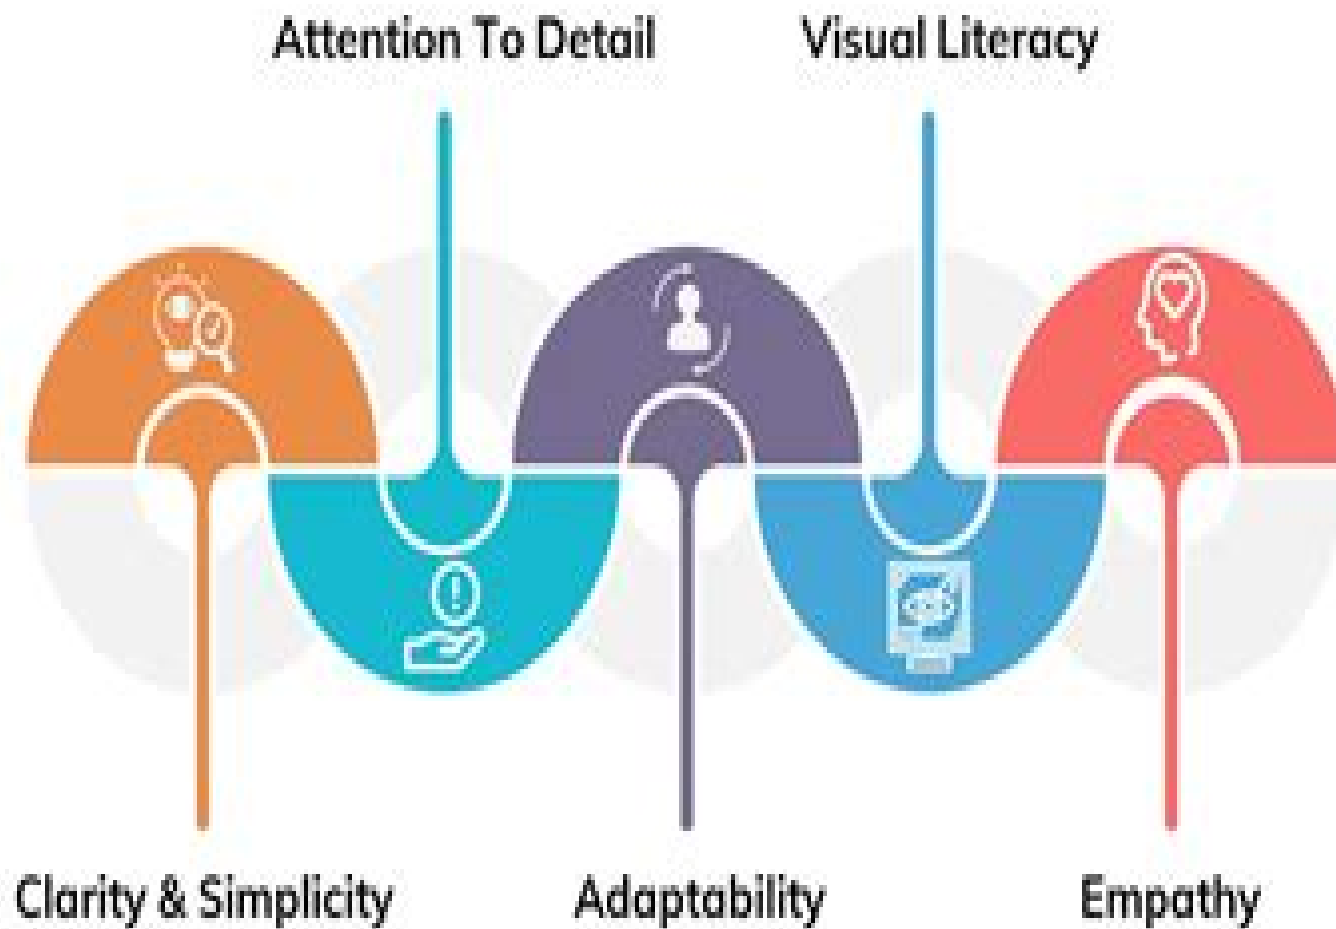 Attention To Detail
Visual Literacy
Clarity & Simplicity
Adaptability
Empathy